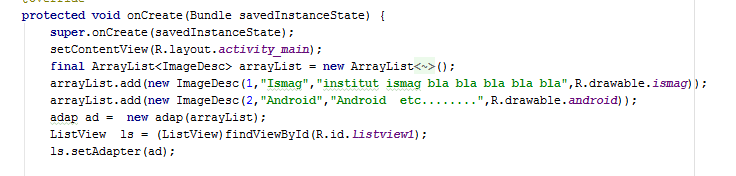 @Override
protected void onCreate(Bundle savedInstanceState) {
super.onCreate(savedInstanceState);
setContentView(R.layout.activity_main);
final ArrayList<ImageDesc> arrayList = new ArrayList<~>();
arrayList.add(new ImageDesc(1,"Ismag","institut ismag bla bla bla bla bla",R.drawable.ismag));
arrayList.add(new ImageDesc(2,"Android","Android  etc........",R.drawable.android));
adap ad =  new adap(arrayList);
ListView  ls = (ListView)findViewById(R.id.Listview1);
ls.setAdapter(ad);